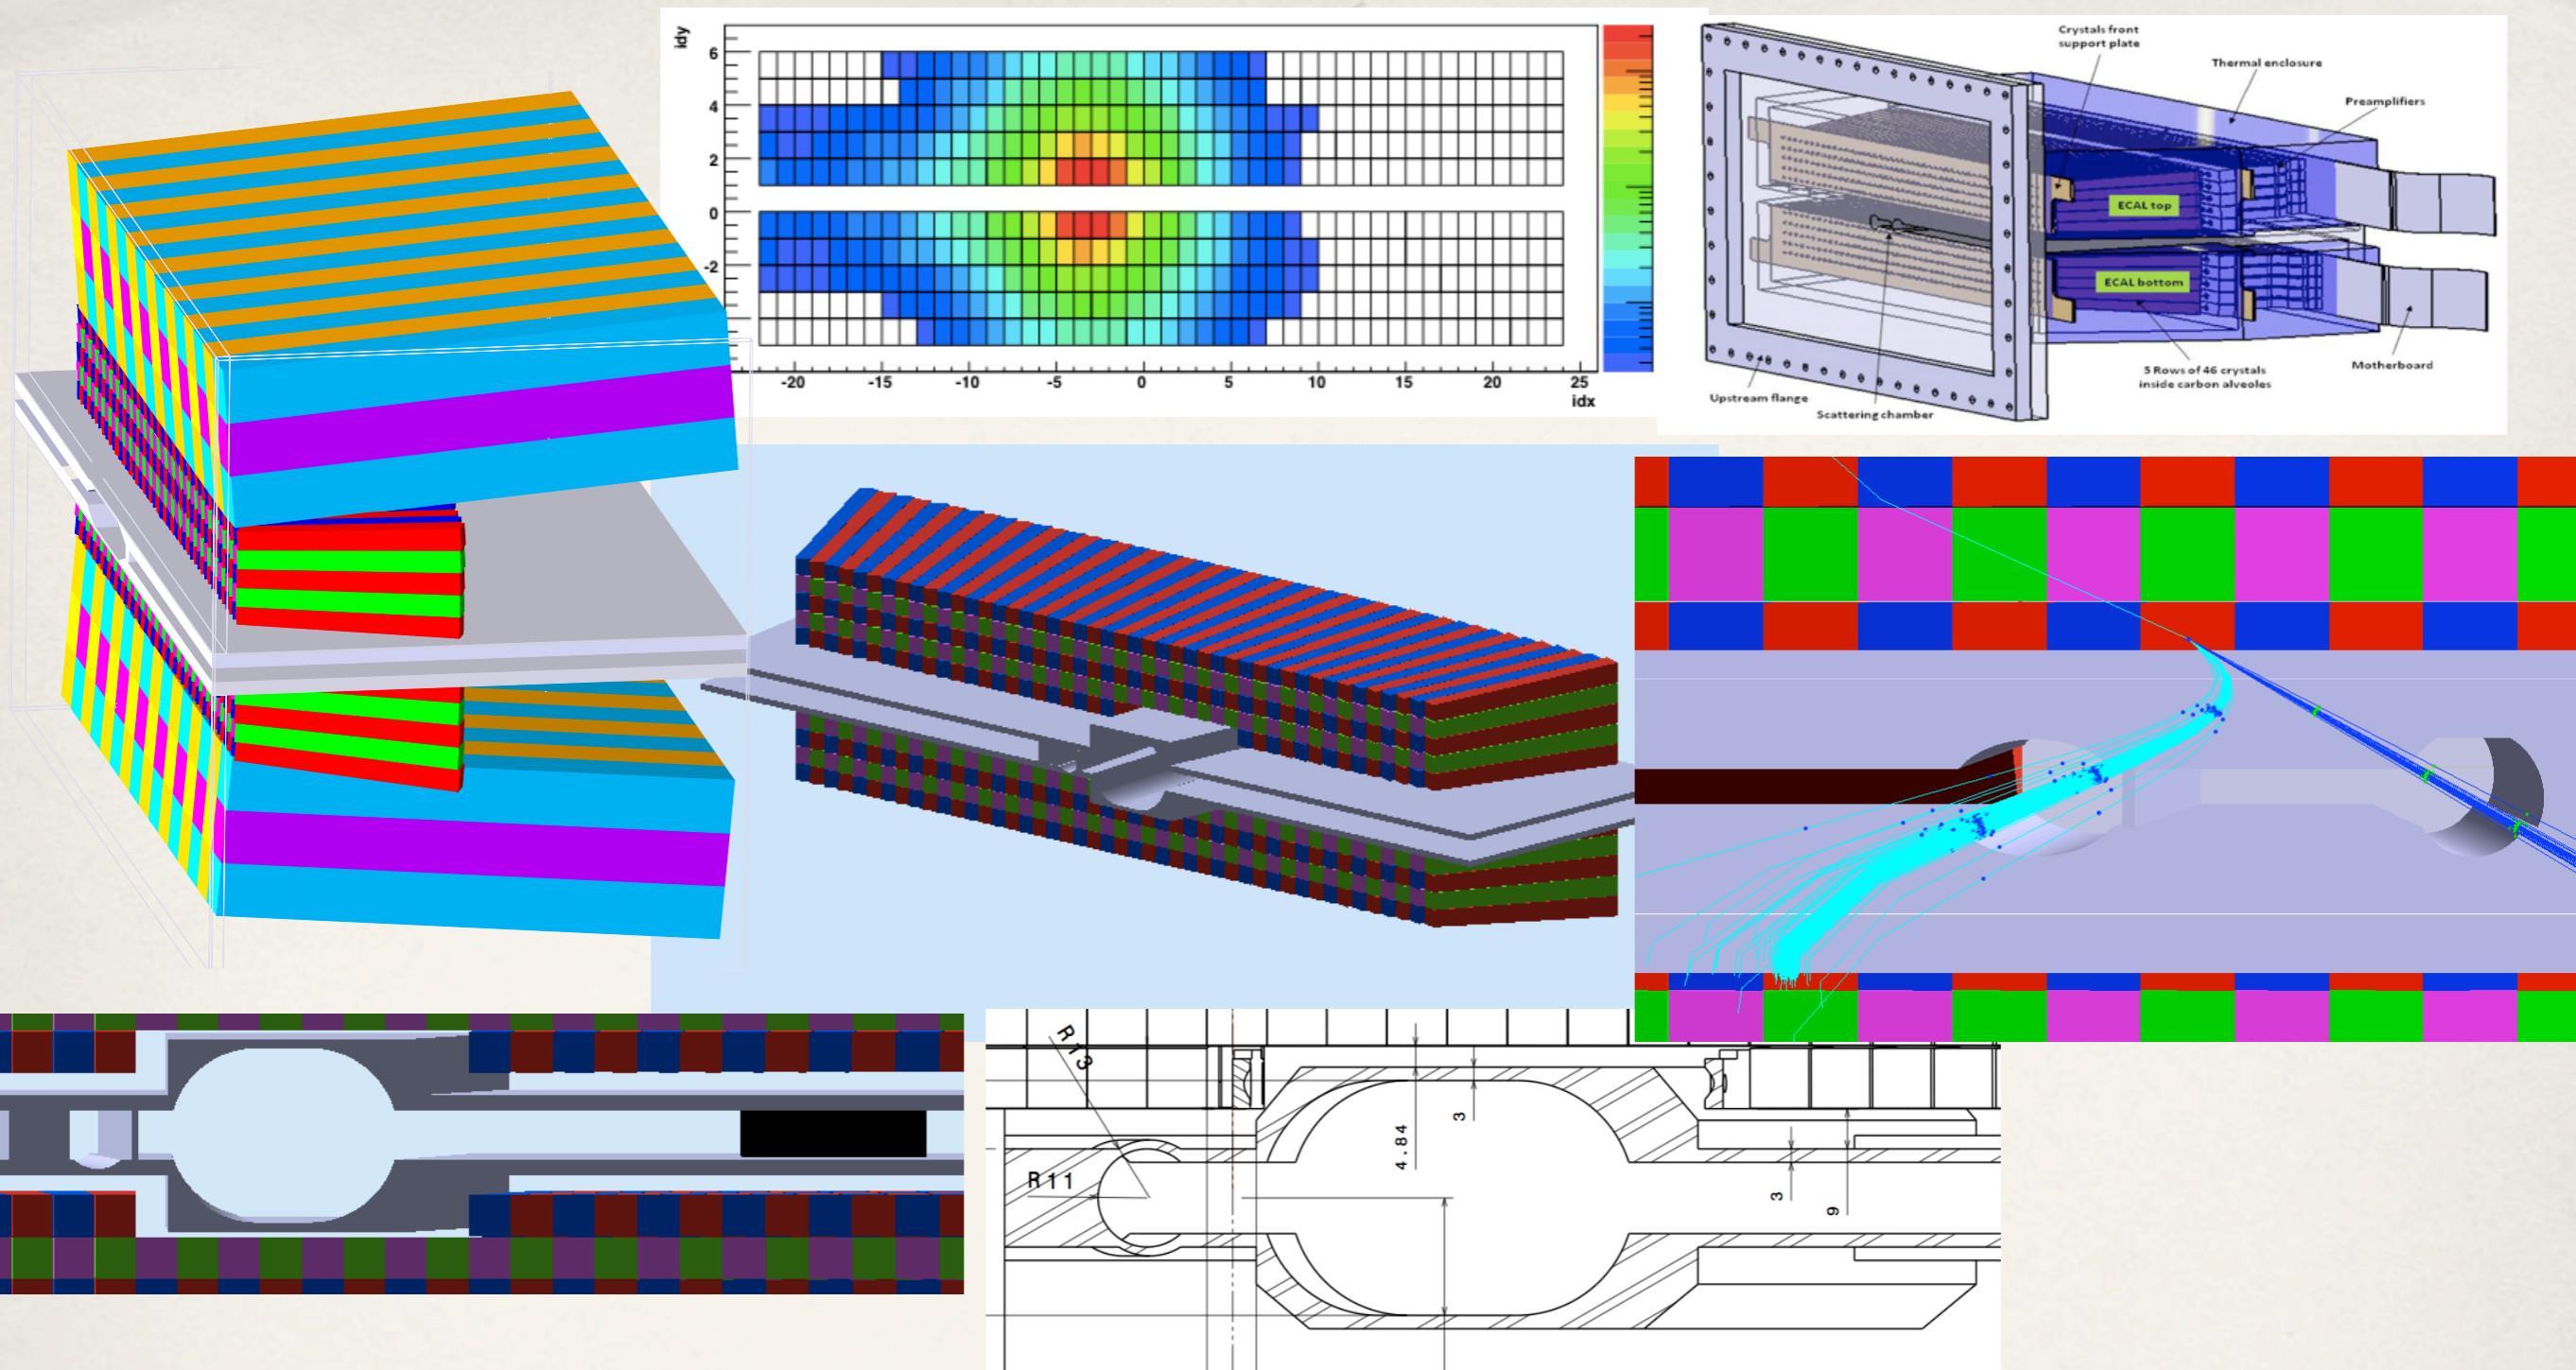 idy
6
4
2
0
-2
-20
-15
-10
-5
0
5
10
15
20
25
idx
Crystals front
support plate
Thermal enclosure
Preamplifiers
ECAL top
ECAL bottom
Motherboard
5 Rows of 46 crystals
inside carbon alveoles
Upstream flange
Scattering chamber
R13
R11
4.84
3
3
9